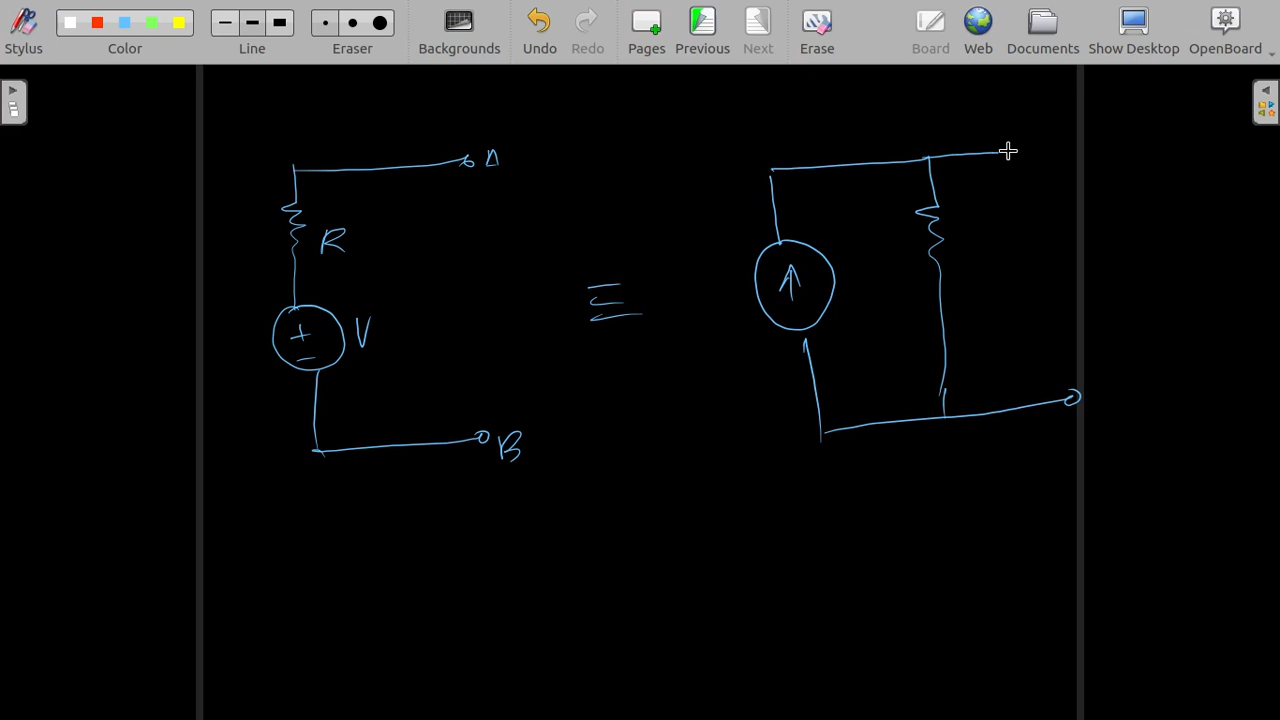 Stylus Color Line Eraser Backgrounds Undo Redo Pages Previous Next Erase Board Web Documents Show Desktop OpenBoard
A
R
+
V
−
B
≡